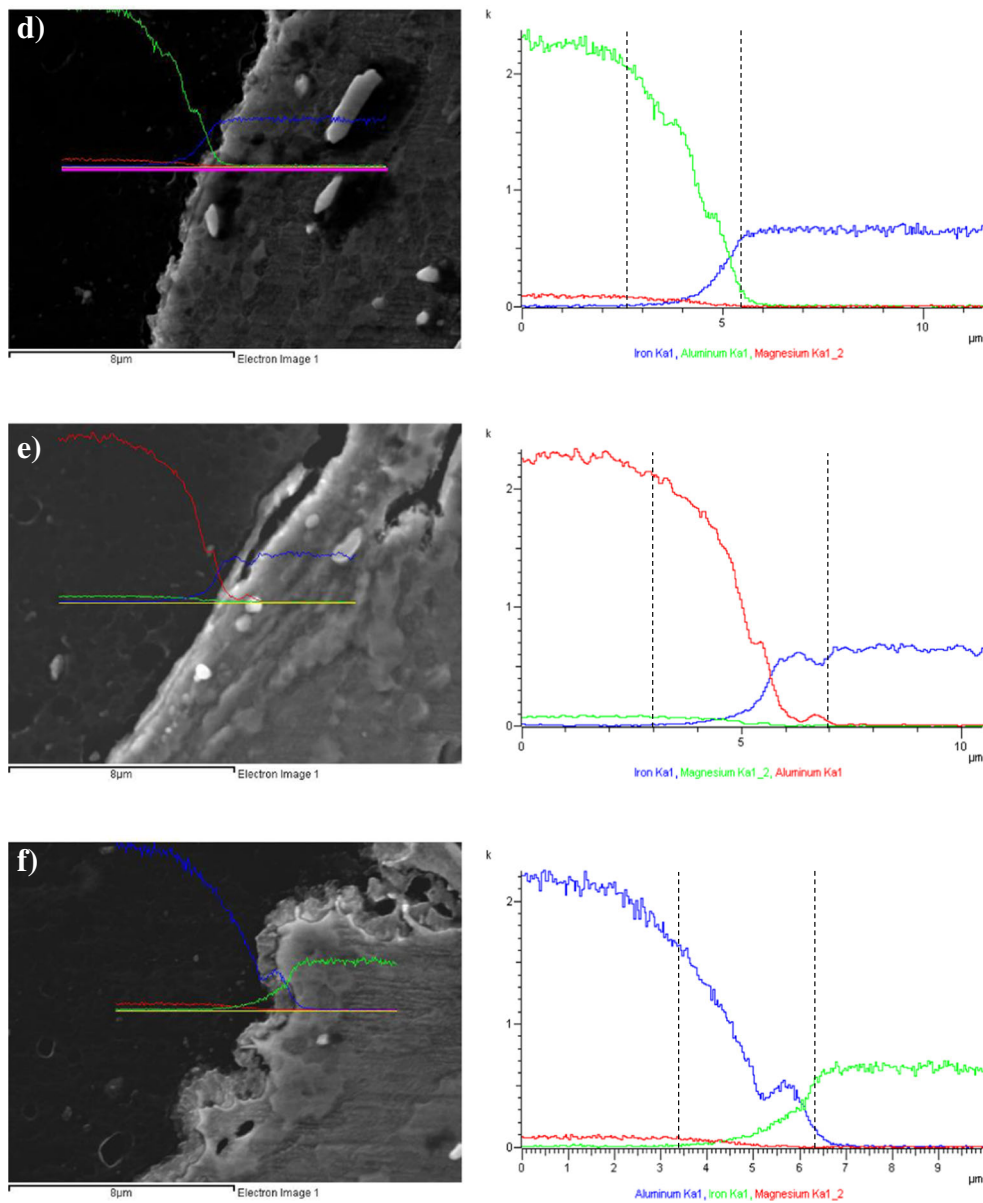 d)
8µm Electron Image 1
k
2
1
0
0 5 10
µm
Iron Ka1, Aluminum Ka1, Magnesium Ka1_2
e)
8µm Electron Image 1
k
2
1
0
0 5 10
µm
Iron Ka1, Magnesium Ka1_2, Aluminum Ka1
f)
8µm Electron Image 1
k
2
1
0
0 1 2 3 4 5 6 7 8 9
µm
Aluminum Ka1, Iron Ka1, Magnesium Ka1_2